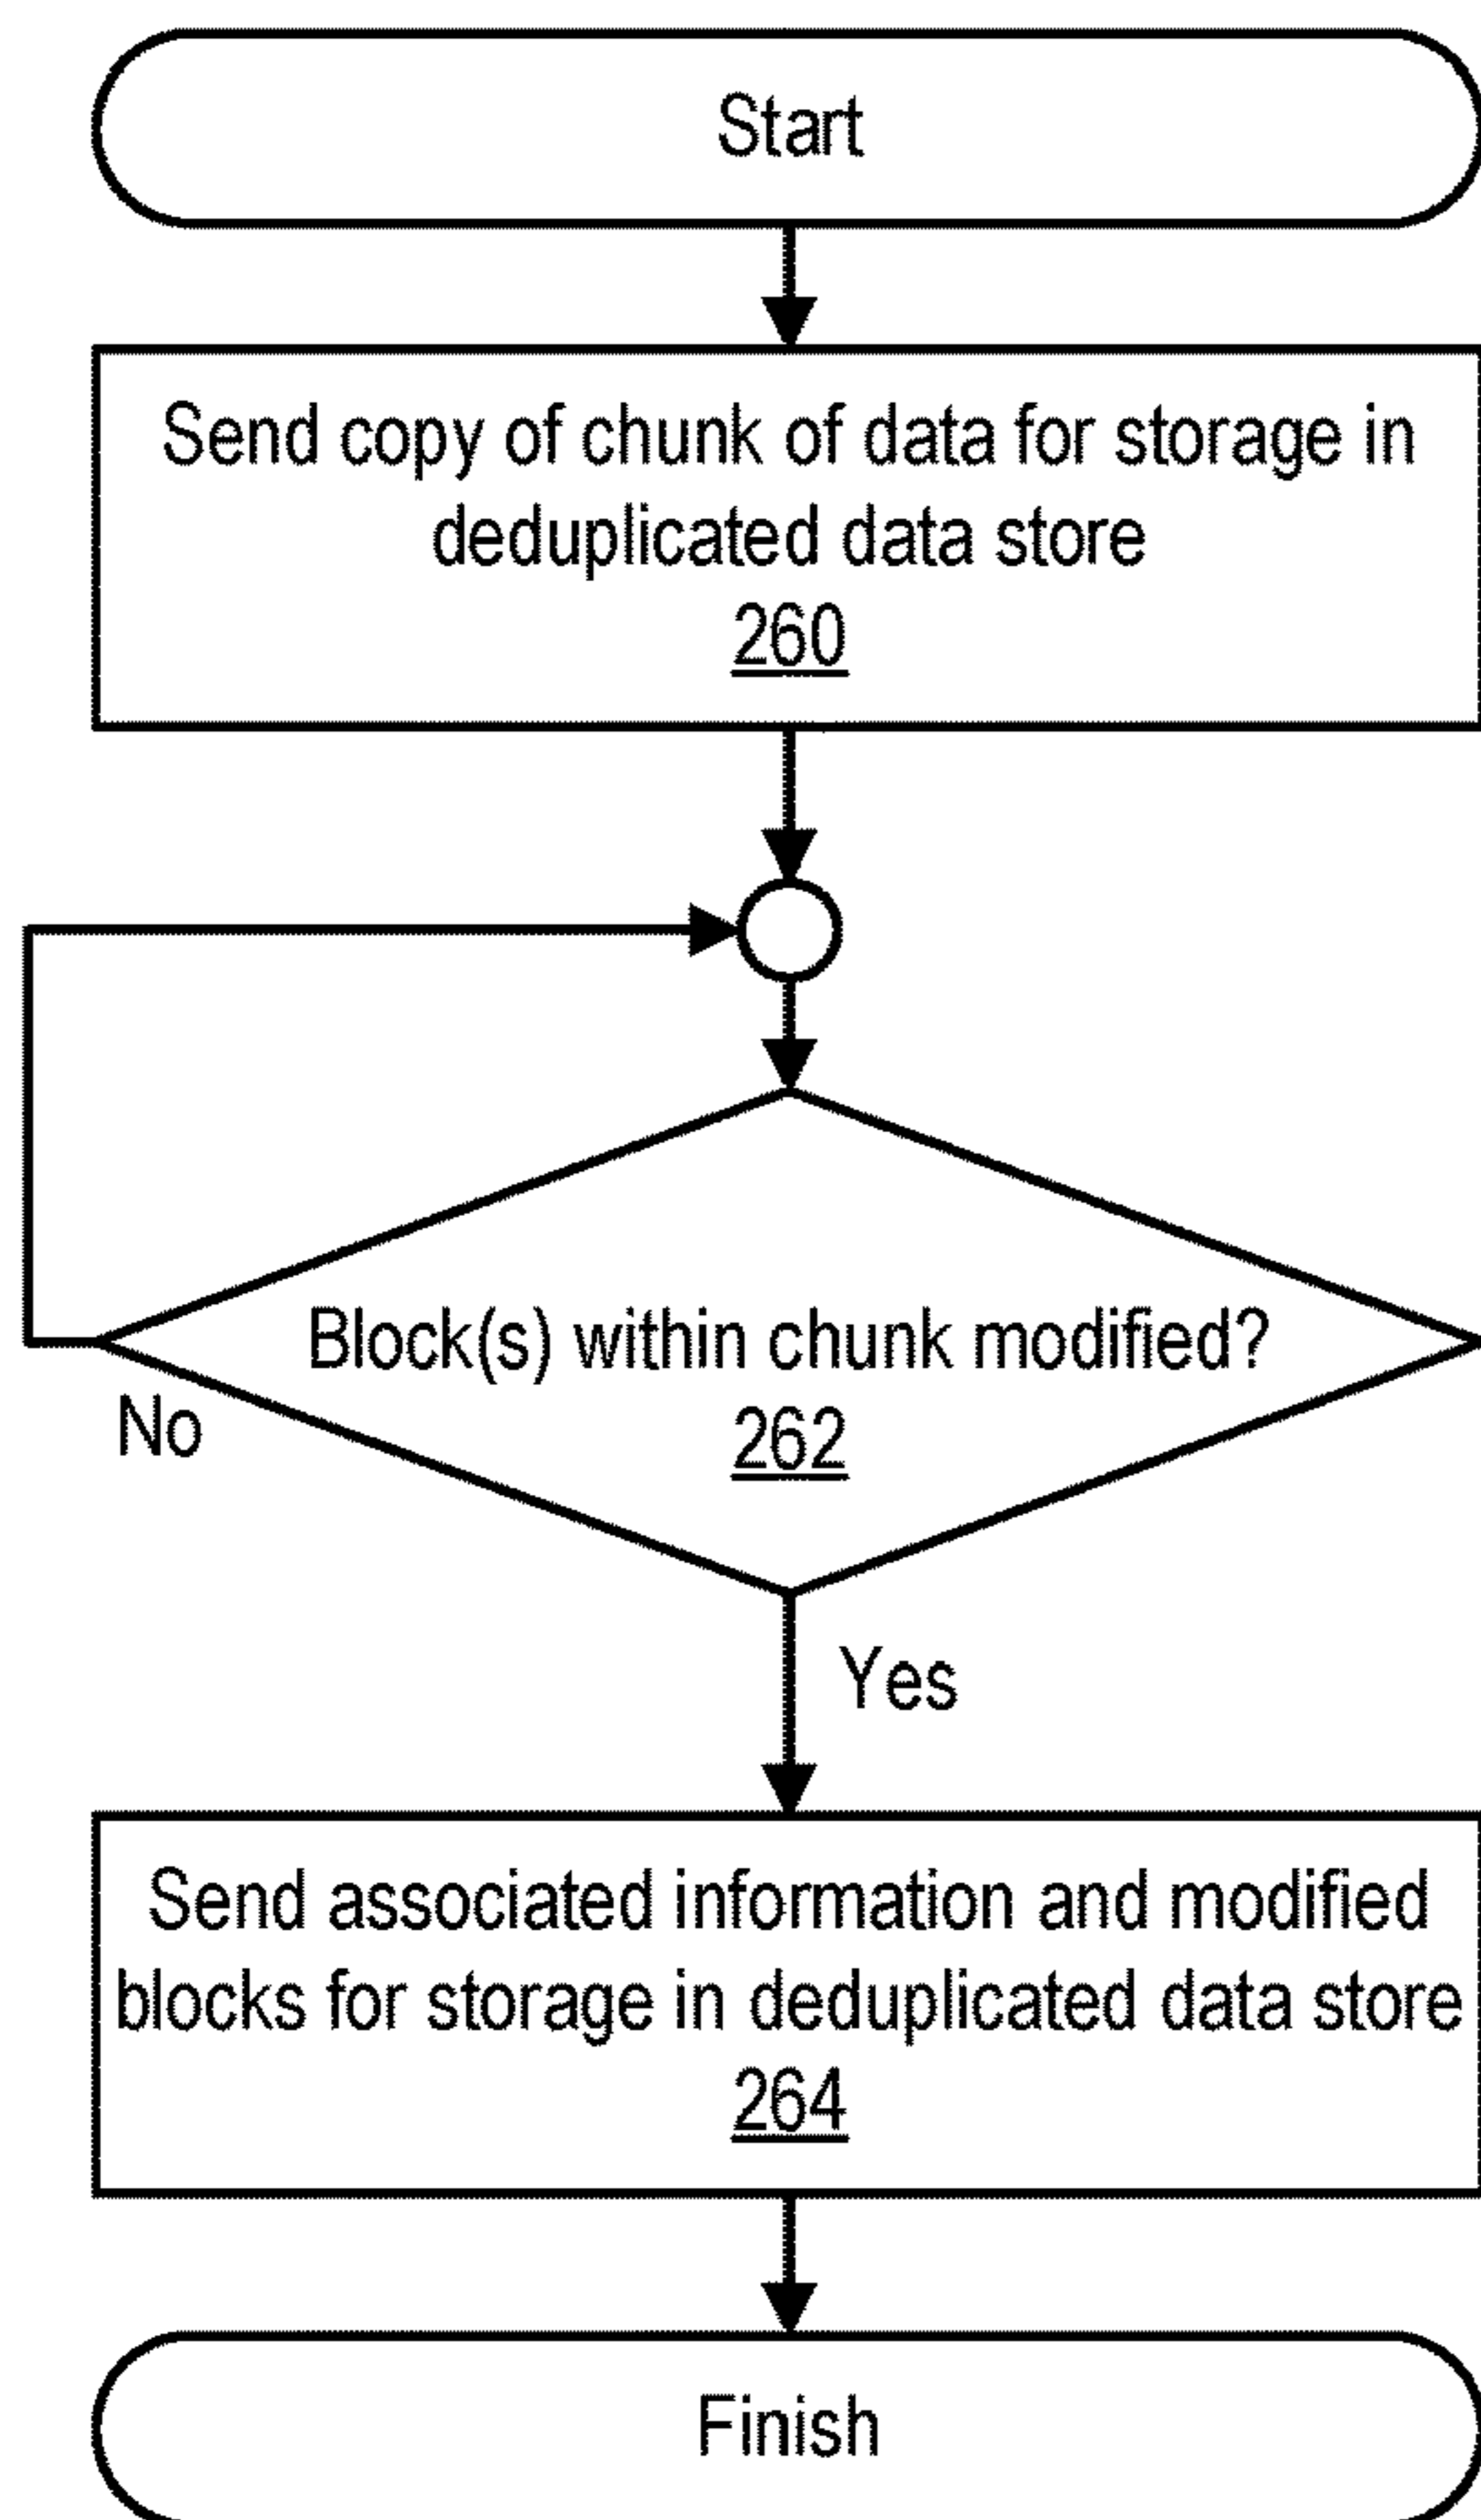 Start
Send copy of chunk of data for storage in
deduplicated data store
260
Block(s) within chunk modified?
262
No
Yes
Send associated information and modified
blocks for storage in deduplicated data store
264
Finish